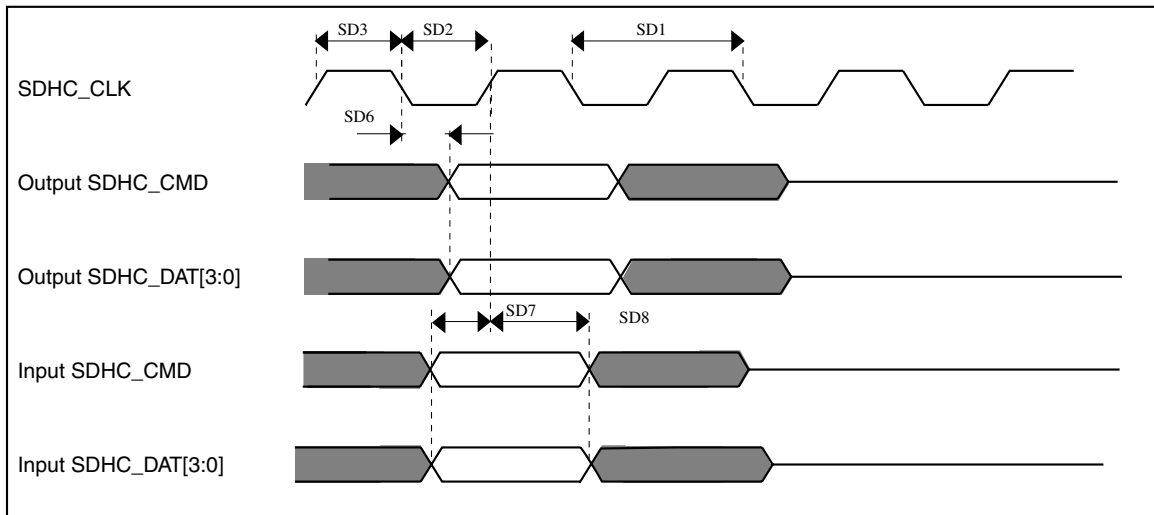 SD3 SD2 SD1
SDHC_CLK
SD6
Output SDHC_CMD
Output SDHC_DAT[3:0]
SD7 SD8
Input SDHC_CMD
Input SDHC_DAT[3:0]